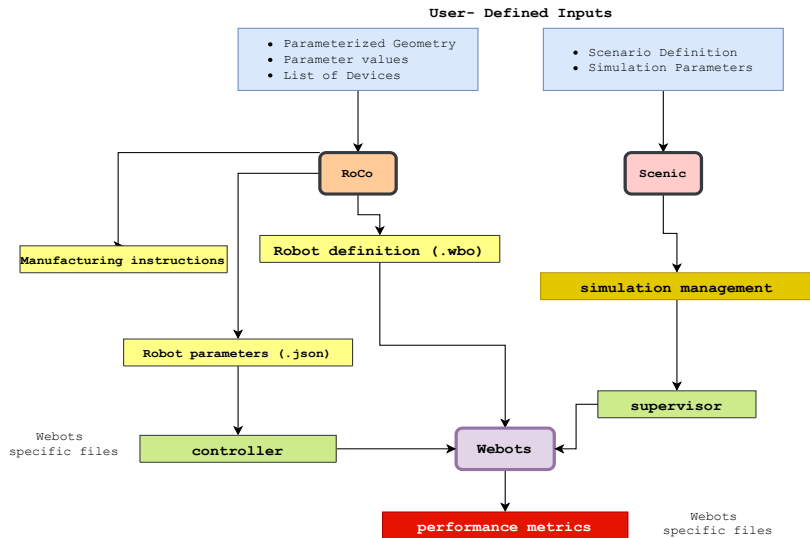 User- Defined Inputs
• Parameterized Geometry
• Parameter values
• List of Devices
• Scenario Definition
• Simulation Parameters
RoCo
Scenic
Manufacturing instructions
Robot definition (.wbo)
simulation management
Robot parameters (.json)
supervisor
Webots
specific files
controller
Webots
performance metrics
Webots
specific files